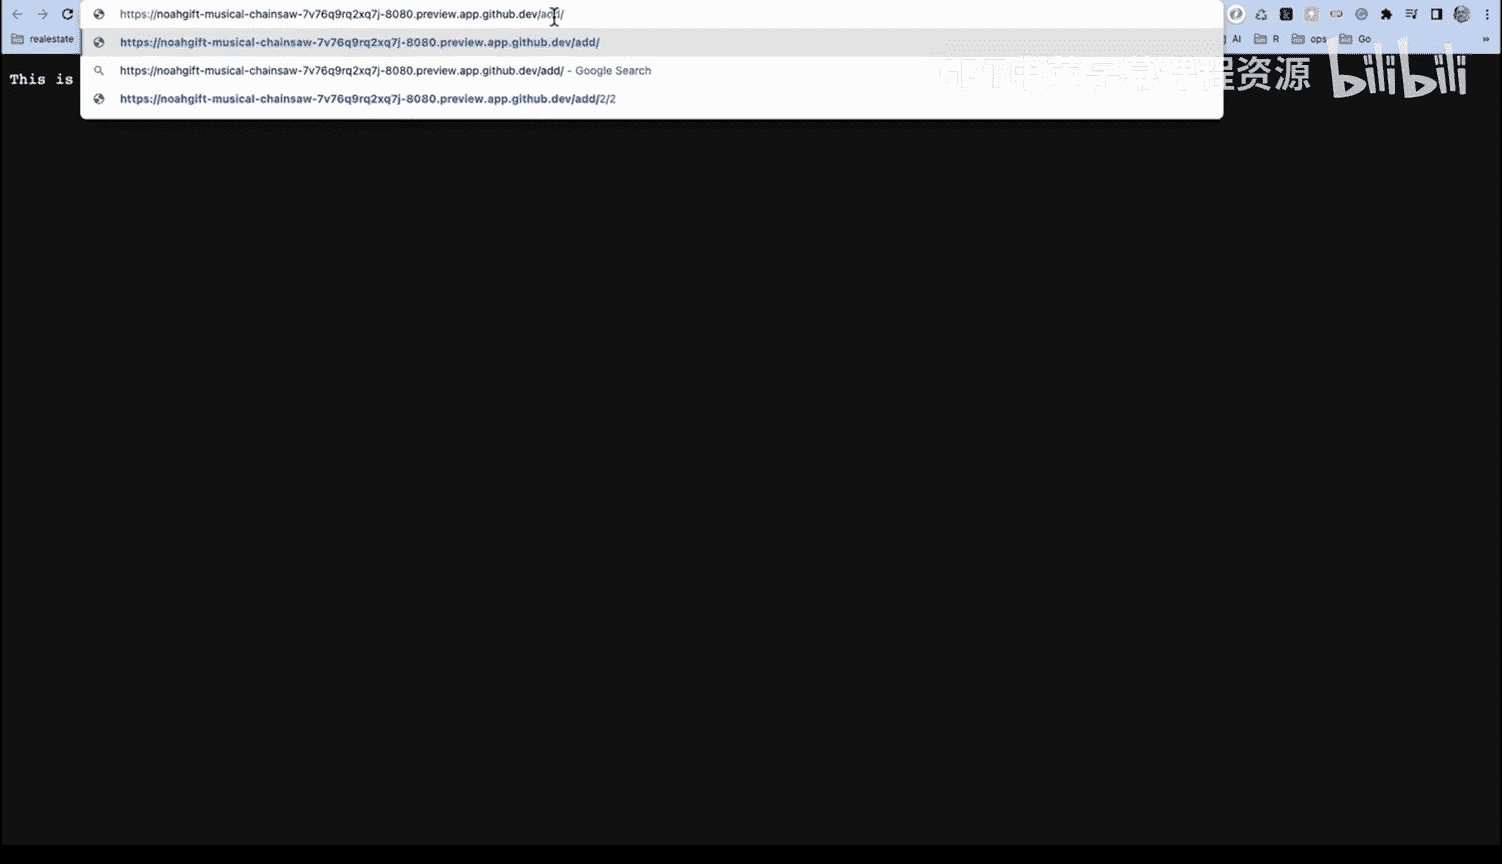 https://noahgift-musical-chainsaw-7v76q9rq2xq7j-8080.preview.app.github.dev/add/
https://noahgift-musical-chainsaw-7v76q9rq2xq7j-8080.preview.app.github.dev/add/
realestate
AI R ops Go »
https://noahgift-musical-chainsaw-7v76q9rq2xq7j-8080.preview.app.github.dev/add/ - Google Search
This is
程资源 bilibili
https://noahgift-musical-chainsaw-7v76q9rq2xq7j-8080.preview.app.github.dev/add/2/2